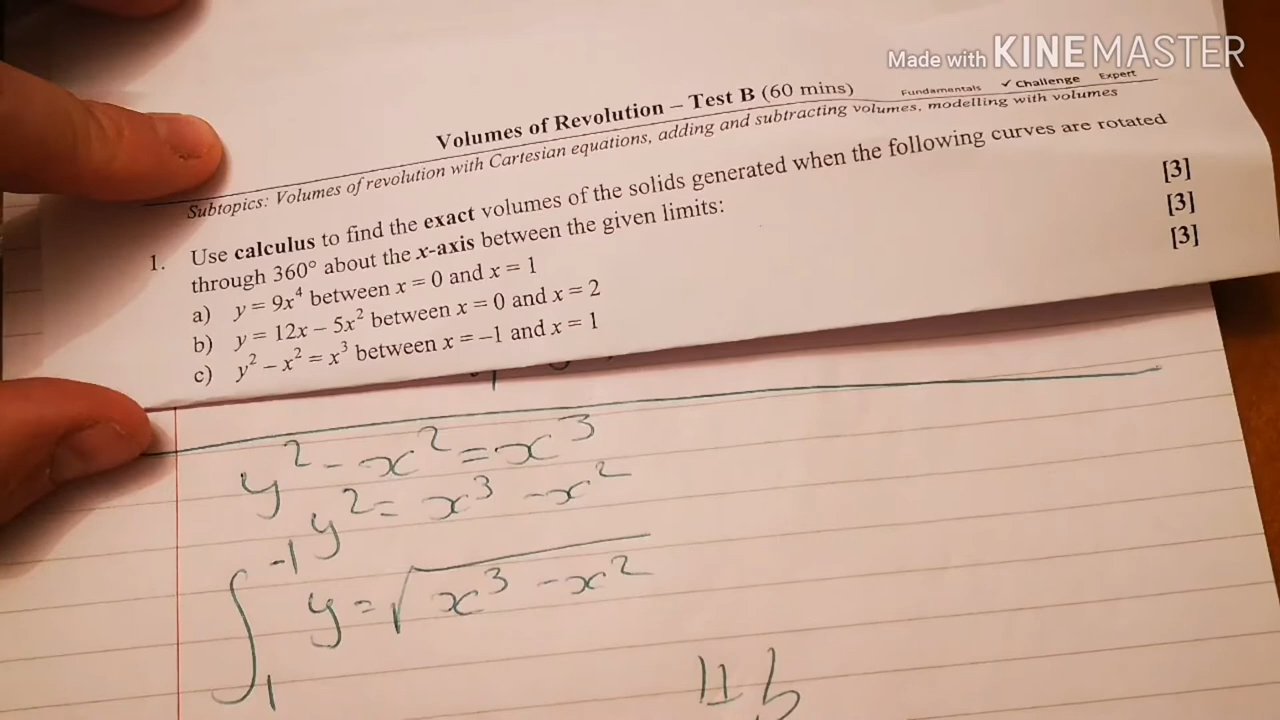 Made with KINEMASTER
Volumes of Revolution – Test B (60 mins) Fundamentals ✓ Challenge Expert
Subtopics: Volumes of revolution with Cartesian equations, adding and subtracting volumes, modelling with volumes
1. Use calculus to find the exact volumes of the solids generated when the following curves are rotated
through 360° about the x-axis between the given limits:
a) y = 9x⁴ between x = 0 and x = 1 [3]
b) y = 12x – 5x² between x = 0 and x = 2 [3]
c) y² – x² = x³ between x = –1 and x = 1 [3]
y² - x² = x³
y² = x³ - x²
∫ -1 1 y = √(x³ - x²)